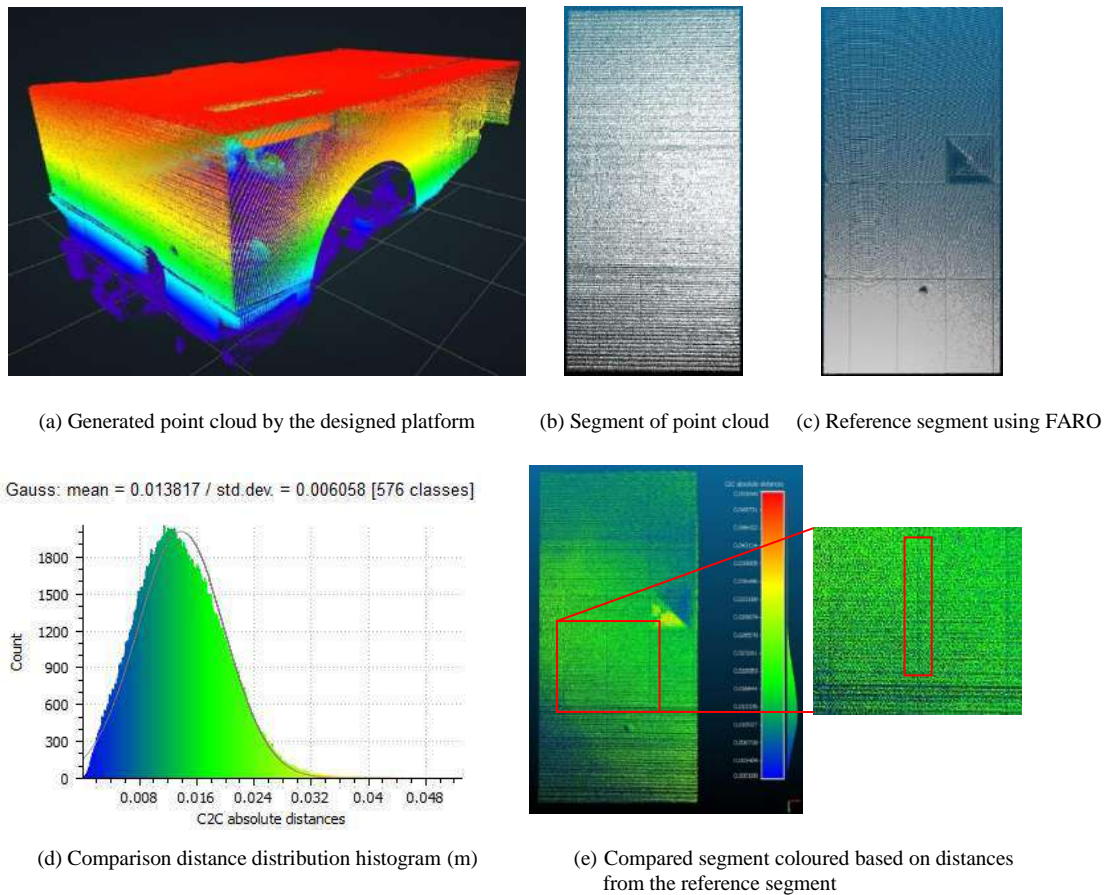 (a) Generated point cloud by the designed platform
(b) Segment of point cloud
(c) Reference segment using FARO
Gauss: mean = 0.013817 / std.dev. = 0.006058 [576 classes]
1800
1500
1200
900
600
300
0
Count
0.008
0.016
0.024
0.032
0.04
0.048
C2C absolute distances
C2C absolute distances
(d) Comparison distance distribution histogram (m)
(e) Compared segment coloured based on distances
from the reference segment